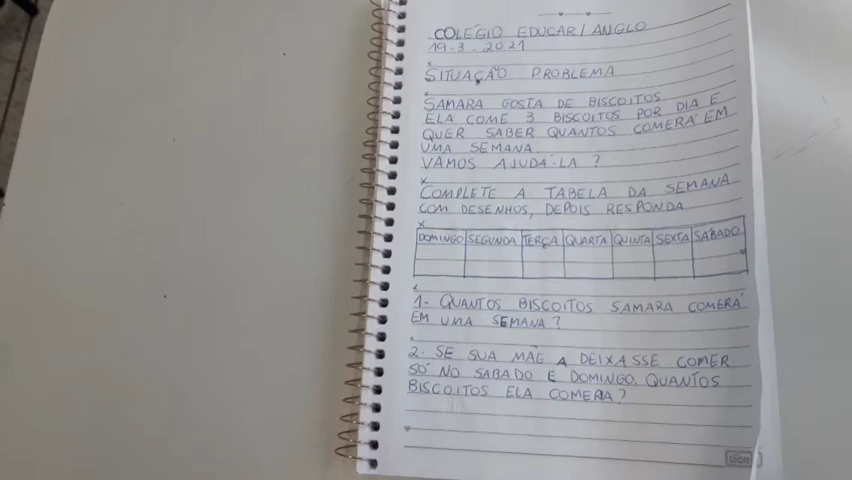 COLÉGIO EDUCAR/ANGLO
19.3.2021
SITUAÇÃO PROBLEMA
SAMARA GOSTA DE BISCOITOS
ELA COME 3 BISCOITOS POR DIA E
QUER SABER QUANTOS COMERÁ EM
UMA SEMANA.
VAMOS AJUDÁ-LA?
COMPLETE A TABELA DA SEMANA
COM DESENHOS, DEPOIS RESPONDA
DOMINGO SEGUNDA TERÇA QUARTA QUINTA SEXTA SÁBADO
1- QUANTOS BISCOITOS SAMARA COMERÁ
EM UMA SEMANA?
2- SE SUA MÃE A DEIXASSE COMER
SÓ NO SABADO E DOMINGO. QUANTOS
BISCOITOS ELA COMERIA?
tilibra